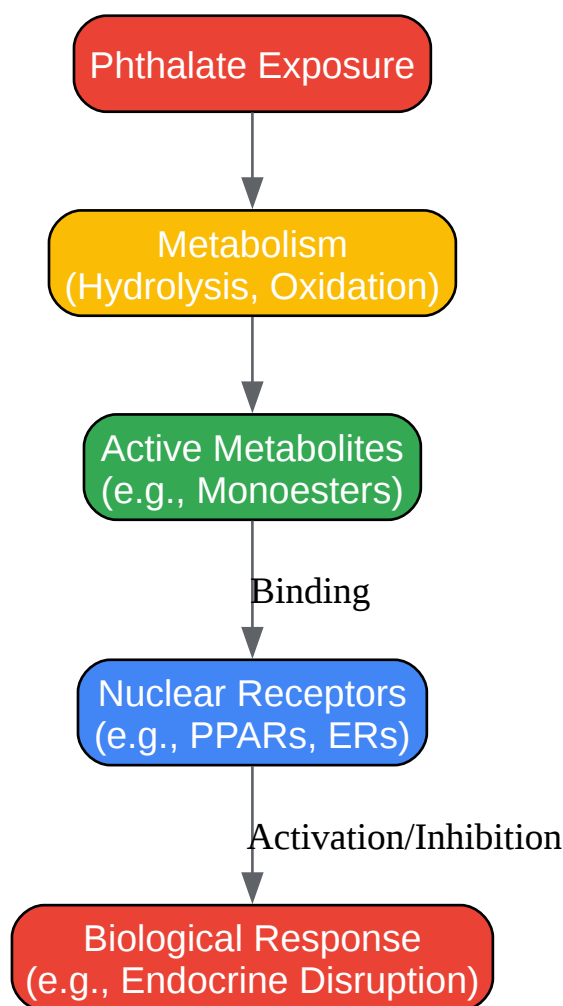 Phthalate Exposure
Metabolism
(Hydrolysis, Oxidation)
Active Metabolites
(e.g., Monoesters)
Binding
Nuclear Receptors
(e.g., PPARs, ERs)
Activation/Inhibition
Biological Response
(e.g., Endocrine Disruption)